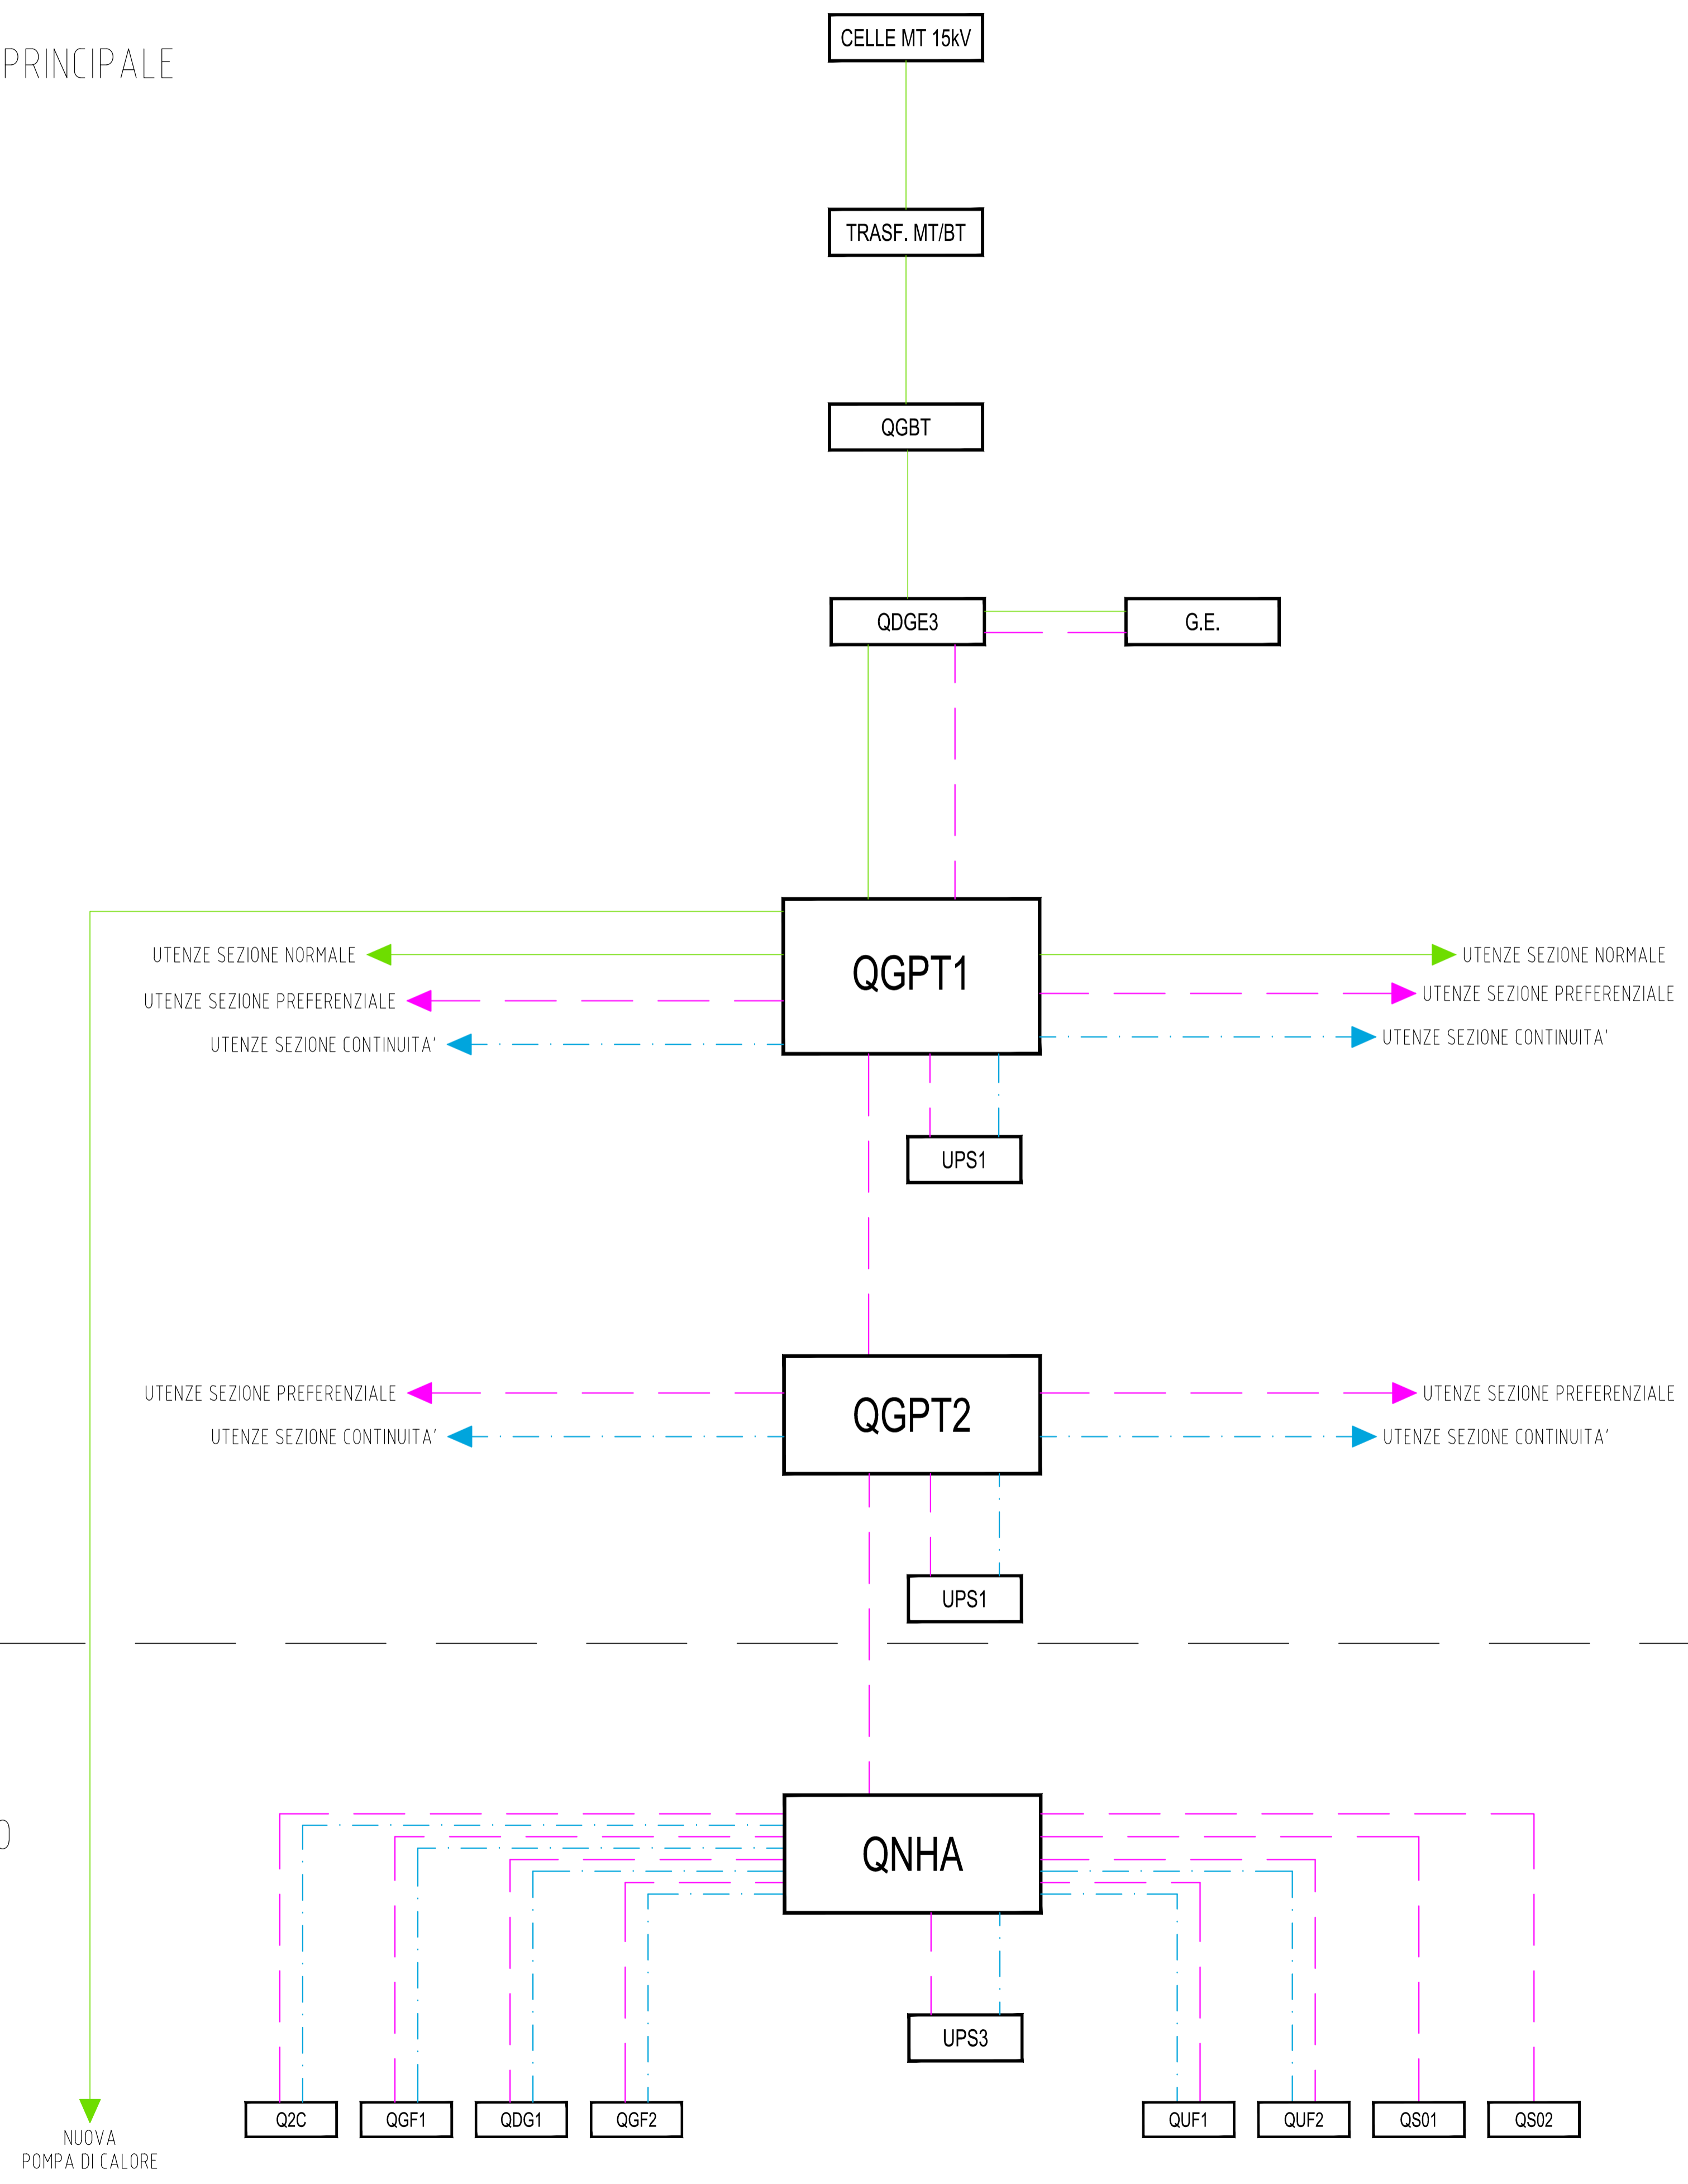 CELLE MT 15kV
PRINCIPALE
TRASF. MT/BT
QGBT
QDGE3
G.E.
UTENZE SEZIONE NORMALE
QGPT1
UTENZE SEZIONE NORMALE
UTENZE SEZIONE PREFERENZIALE
UTENZE SEZIONE PREFERENZIALE
UTENZE SEZIONE CONTINUITA'
UTENZE SEZIONE CONTINUITA'
UPS1
UTENZE SEZIONE PREFERENZIALE
QGPT2
UTENZE SEZIONE PREFERENZIALE
UTENZE SEZIONE CONTINUITA'
UTENZE SEZIONE CONTINUITA'
UPS1
QNHA
UPS3
Q2C
QGF1
QDG1
QGF2
QUF1
QUF2
QS01
QS02
NUOVA
POMPA DI CALORE